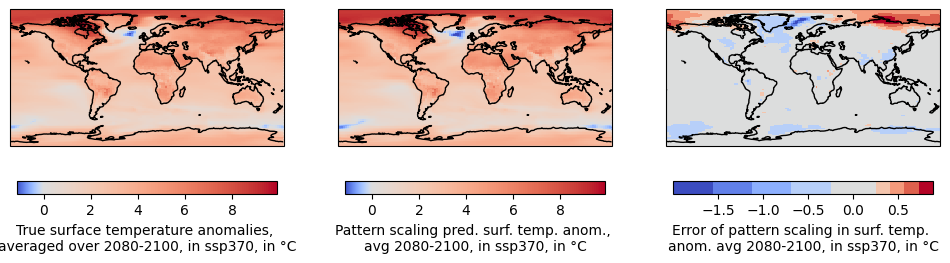 0 2 4 6 8
True surface temperature anomalies,
averaged over 2080-2100, in ssp370, in °C
0 2 4 6 8
Pattern scaling pred. surf. temp. anom.,
avg 2080-2100, in ssp370, in °C
−1.5 −1.0 −0.5 0.0 0.5
Error of pattern scaling in surf. temp.
anom. avg 2080-2100, in ssp370, in °C